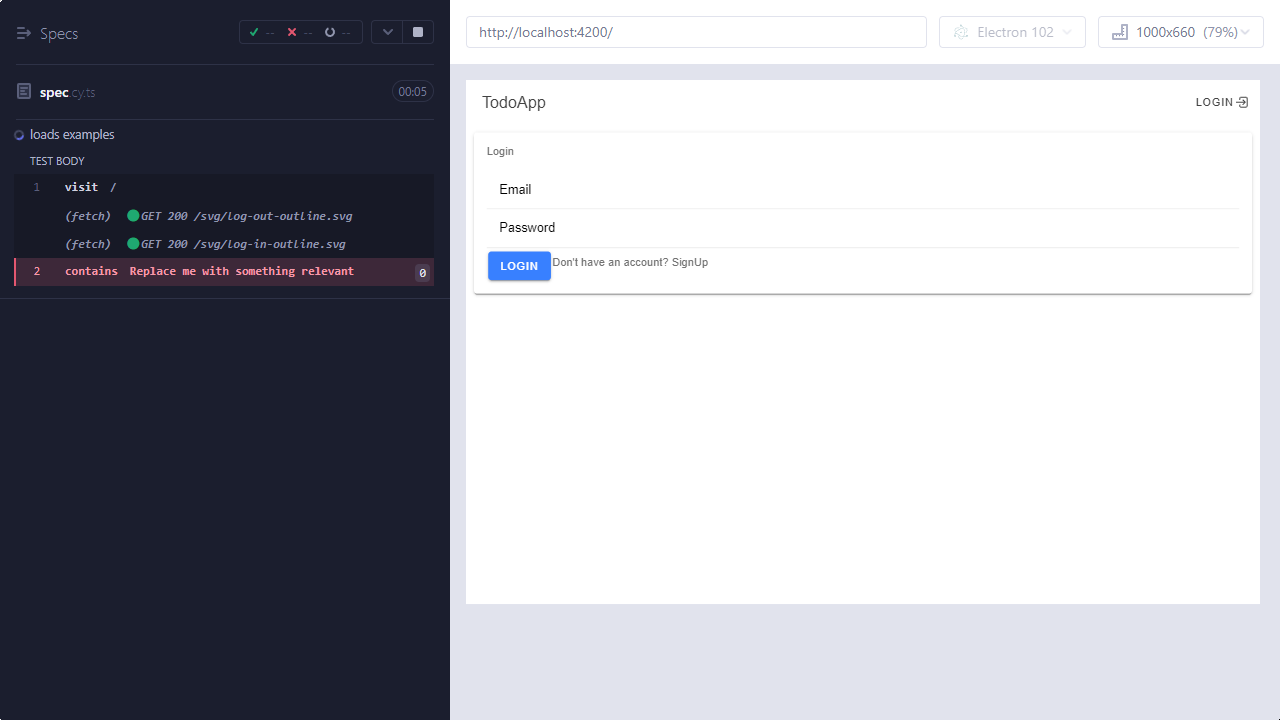 Specs
-- -- --
spec.cy.ts
00:05
loads examples
TEST BODY
1 visit /
(fetch) GET 200 /svg/log-out-outline.svg
(fetch) GET 200 /svg/log-in-outline.svg
2 contains Replace me with something relevant 0
http://localhost:4200/
Electron 102
1000x660 (79%)
TodoApp
LOGIN
Login
Email
Password
LOGIN Don't have an account? SignUp